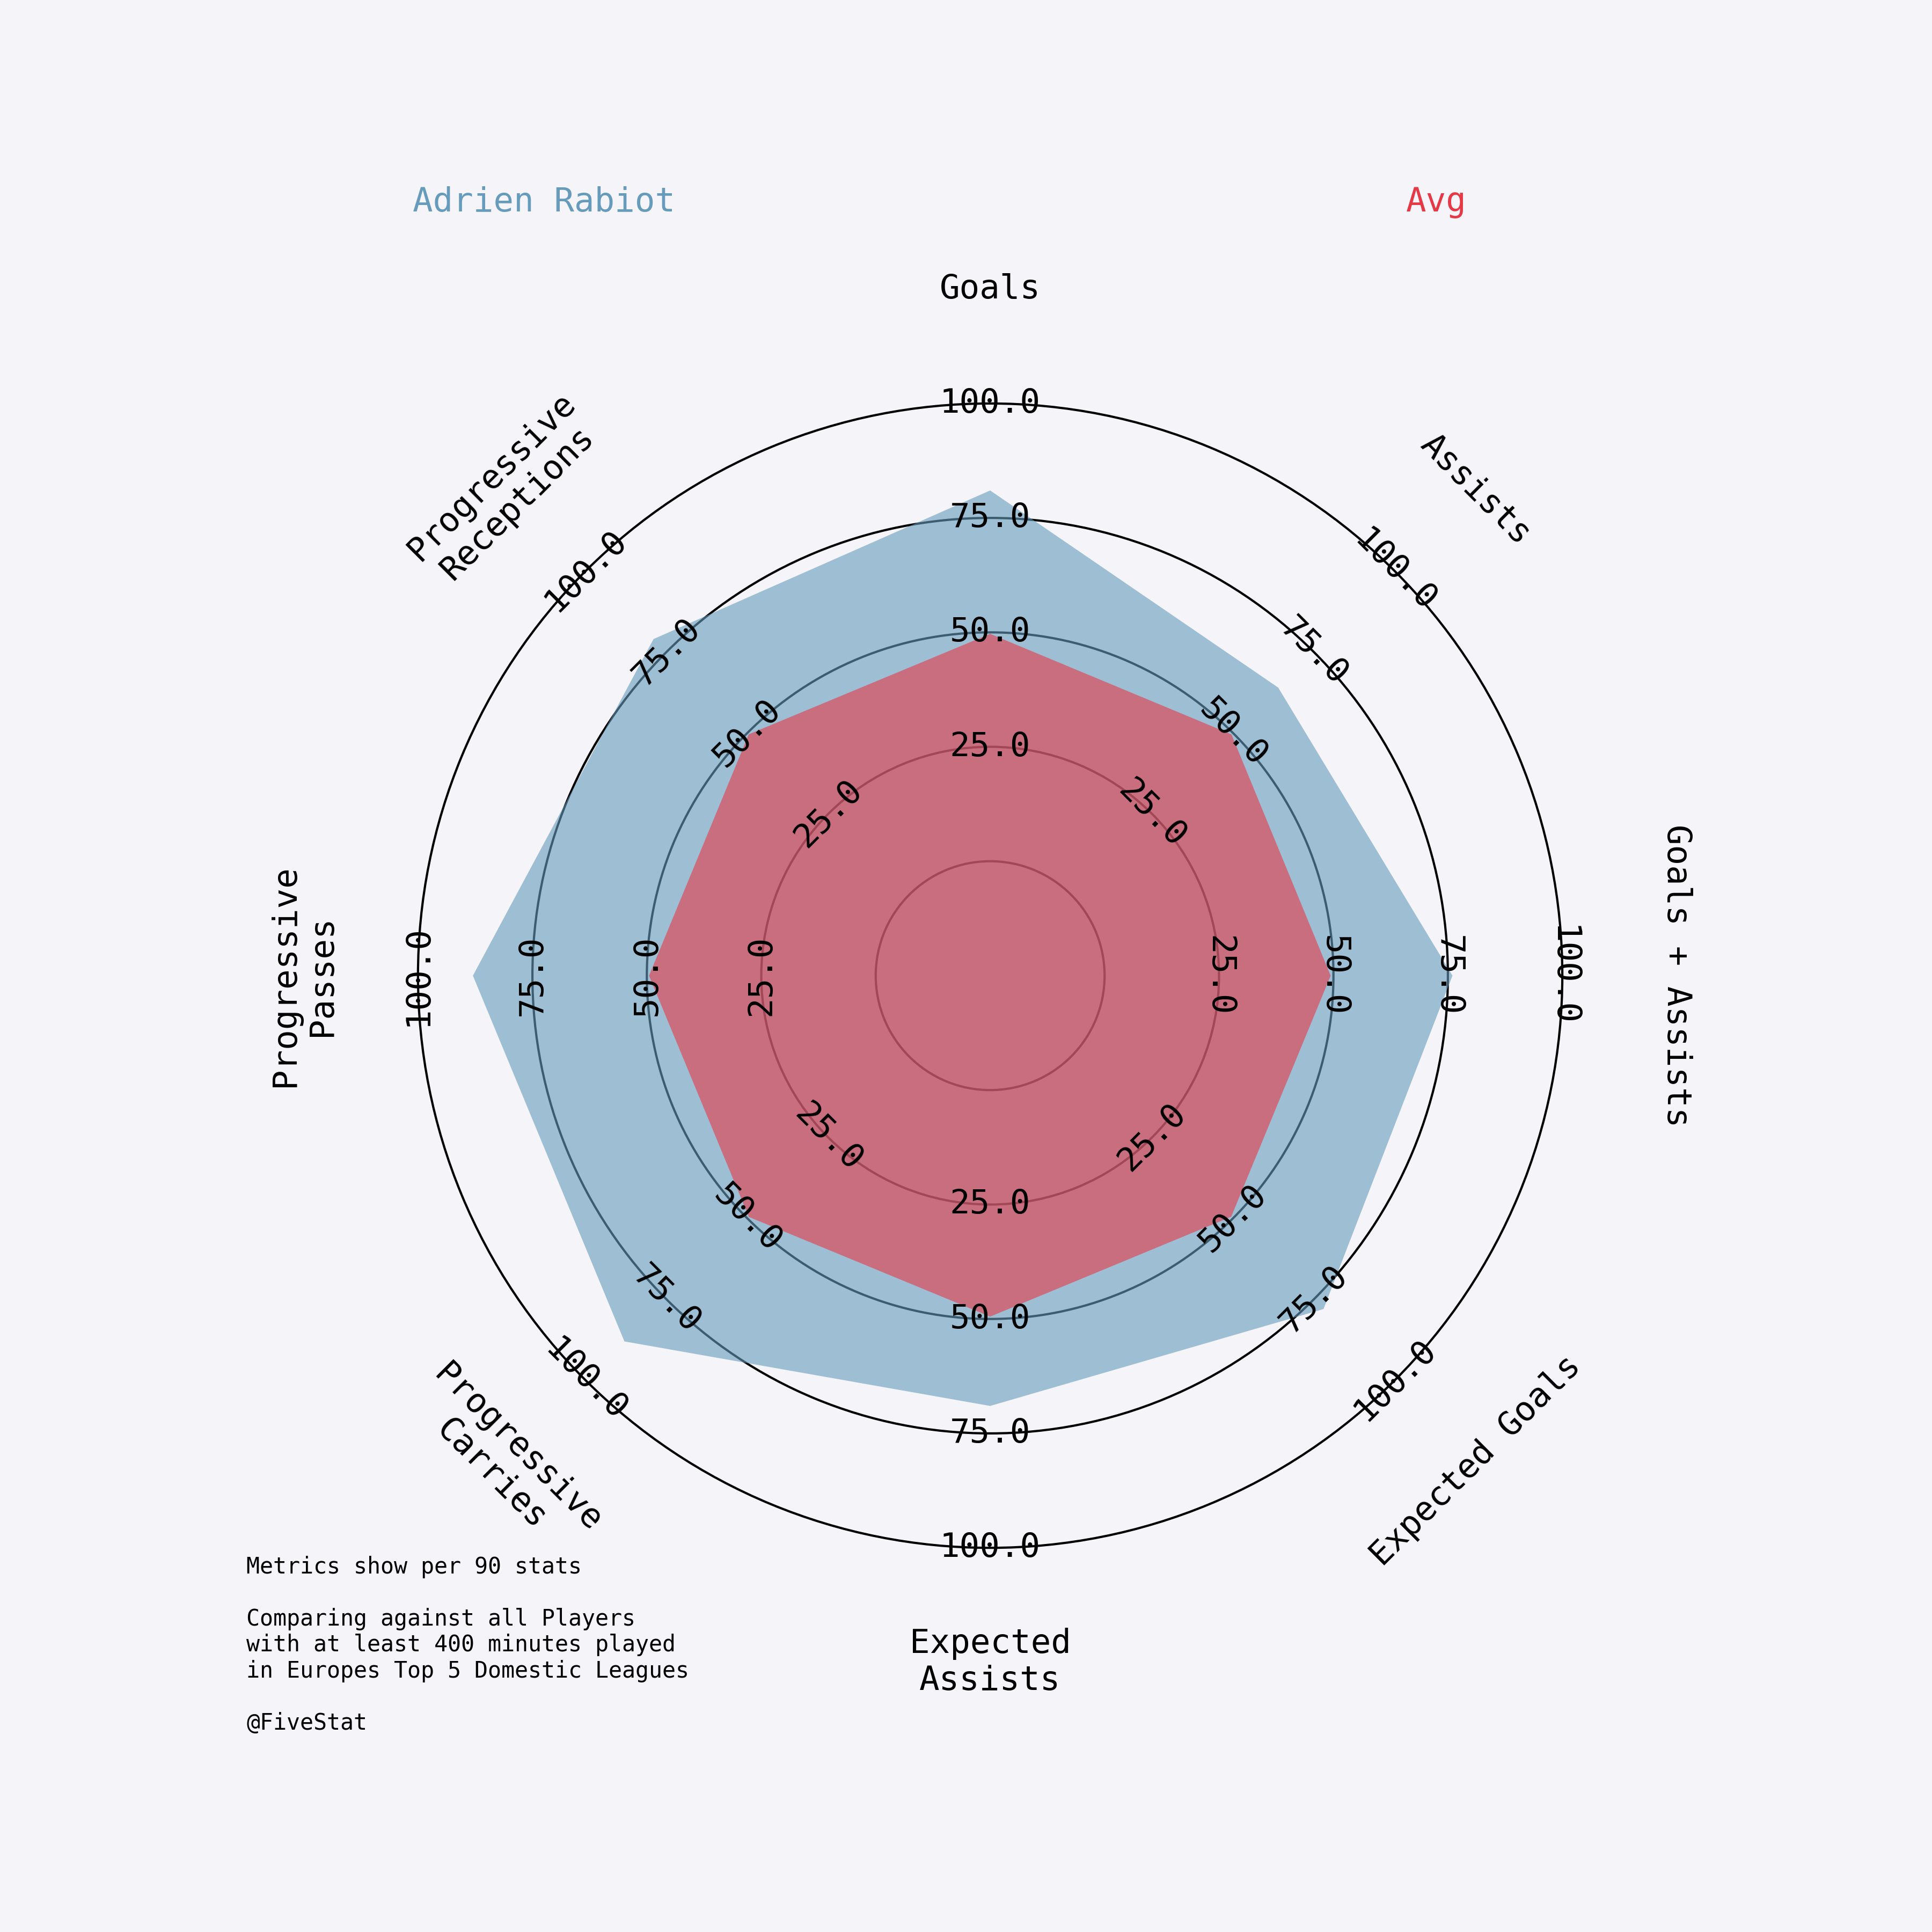 Adrien Rabiot
Avg
Goals
Assists
Goals + Assists
Expected Goals
Expected
Assists
Progressive
Carries
Progressive
Passes
Progressive
Receptions
25.0
50.0
75.0
100.0
25.0
50.0
75.0
100.0
25.0
50.0
75.0
100.0
25.0
50.0
75.0
100.0
25.0
50.0
75.0
100.0
25.0
50.0
75.0
100.0
25.0
50.0
75.0
100.0
25.0
50.0
75.0
100.0
Metrics show per 90 stats
Comparing against all Players
with at least 400 minutes played
in Europes Top 5 Domestic Leagues
@FiveStat